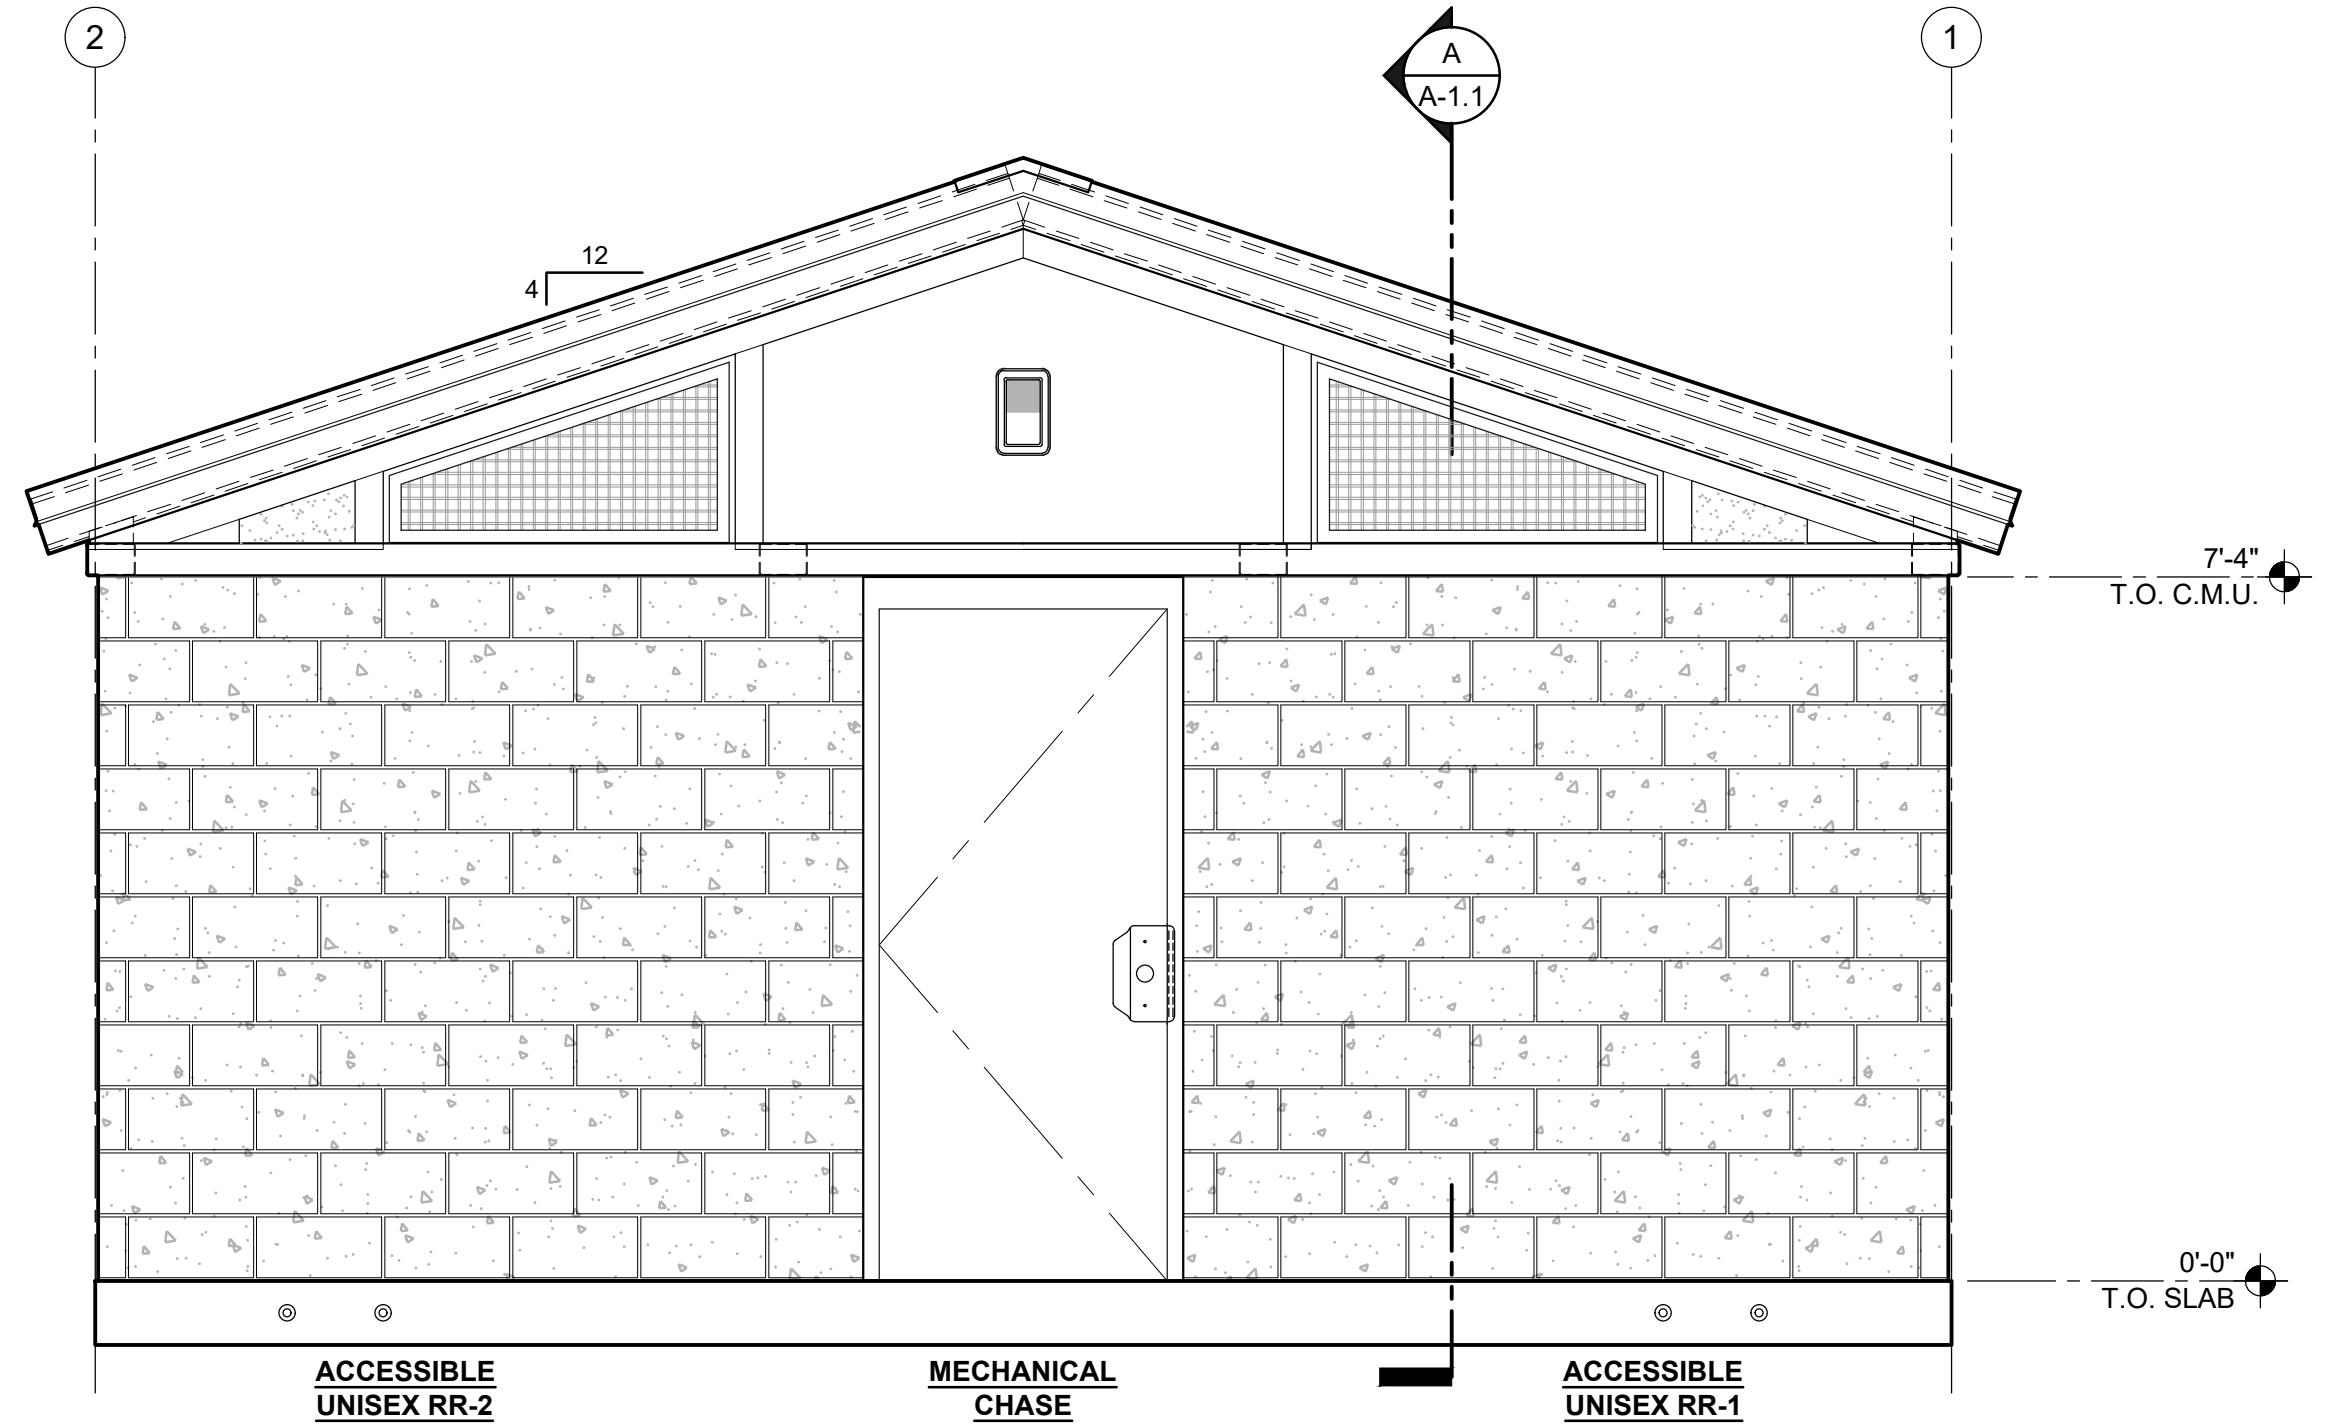 2
A
A-1.1
1
12
4
7'-4"
T.O. C.M.U.
0'-0"
T.O. SLAB
ACCESSIBLE
UNISEX RR-2
MECHANICAL
CHASE
ACCESSIBLE
UNISEX RR-1